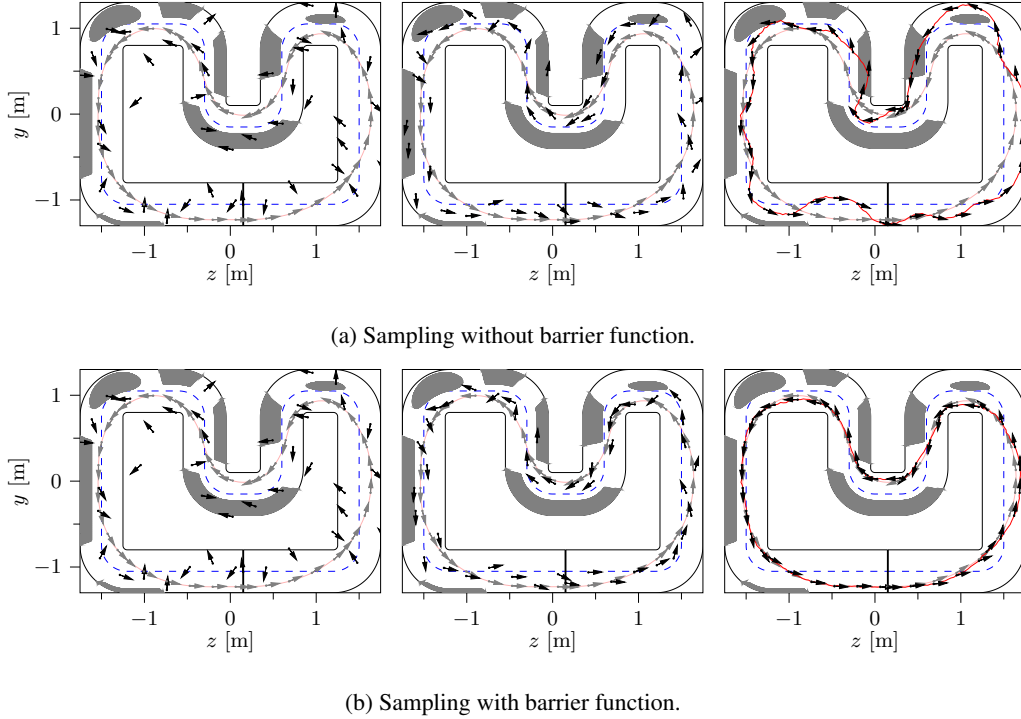 1
0
−1
y [m]
−1 0 1 −1 0 1 −1 0 1
z [m] z [m] z [m]
(a) Sampling without barrier function.
1
0
−1
y [m]
−1 0 1 −1 0 1 −1 0 1
z [m] z [m] z [m]
(b) Sampling with barrier function.